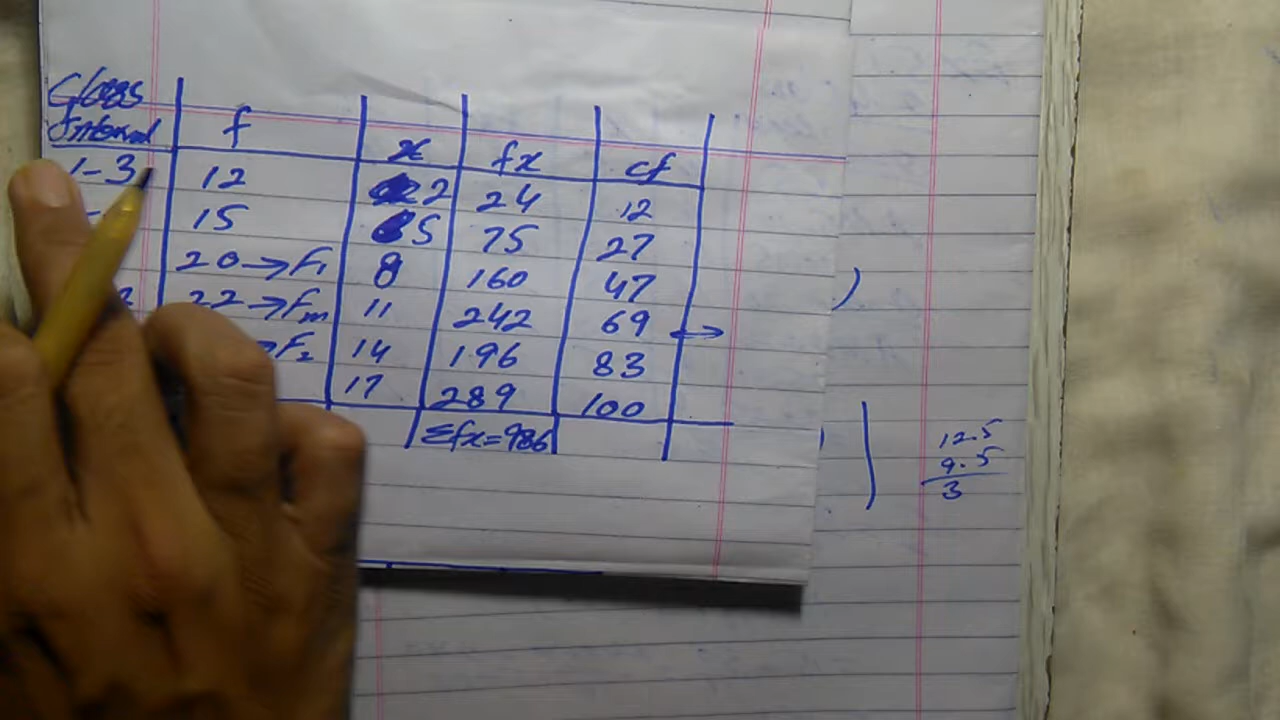 Class
Interval f x fx cf
1-3 12 2 24 12
15 5 75 27
20→F1 8 160 47
22→Fm 11 242 69 →
→F2 14 196 83
17 289 100
Σfx=986
)
12.5
9.5
3